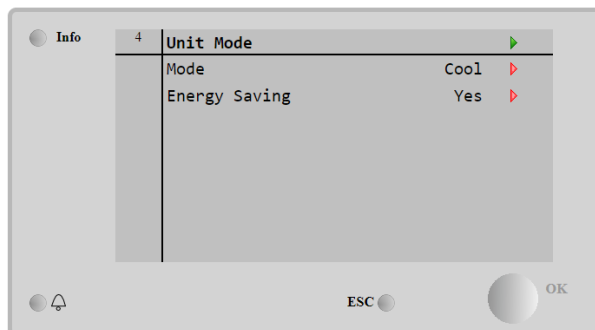 Info
4 Unit Mode
Mode Cool
Energy Saving Yes
ESC
OK